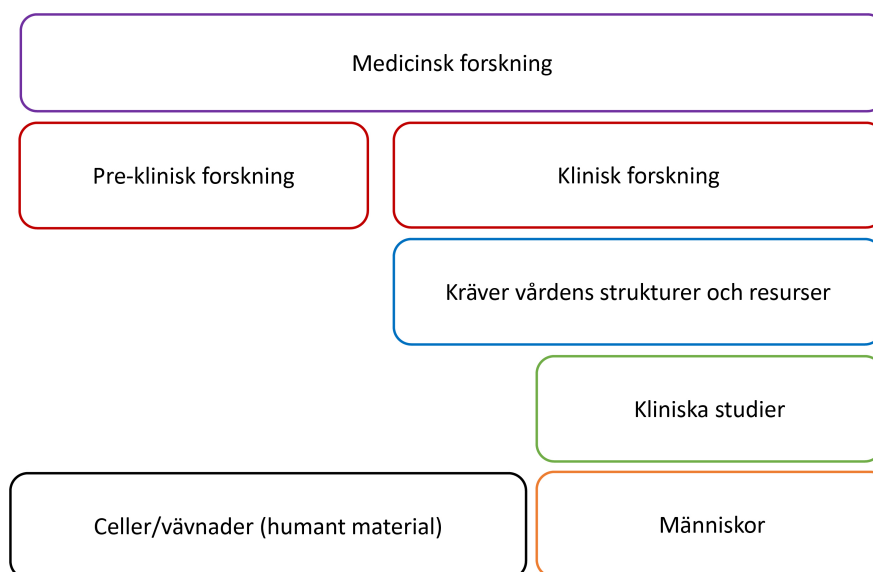 Medicinsk forskning
Pre-klinisk forskning
Klinisk forskning
Kräver vårdens strukturer och resurser
Kliniska studier
Celler/vävnader (humant material)
Människor